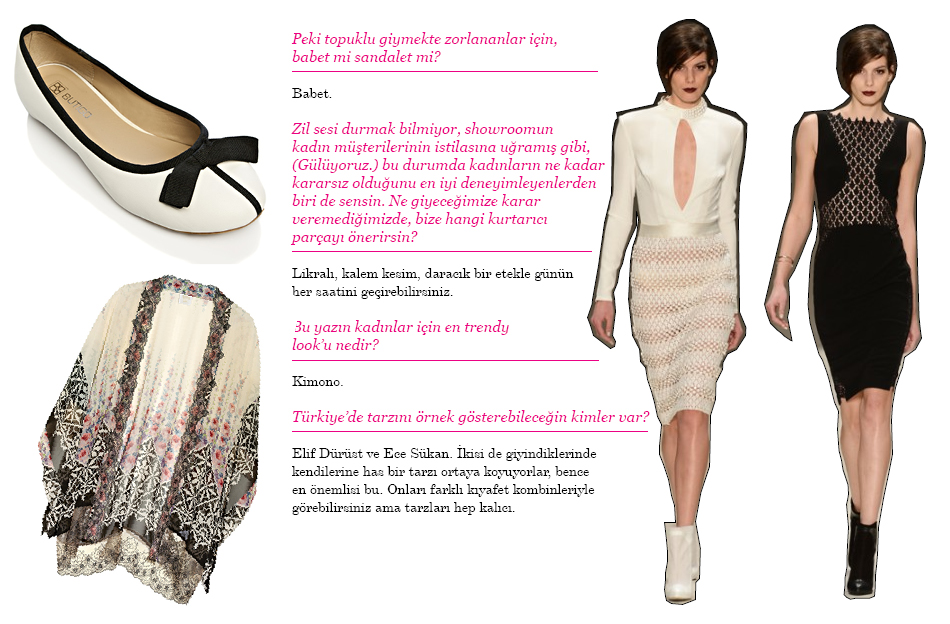 Peki topuklu giymekte zorlananlar için,
babet mi sandalet mi?
Babet.
Zil sesi durmak bilmiyor, showroomun
kadın müşterilerinin istilasına uğramış gibi,
(Gülüyoruz.) bu durumda kadınların ne kadar
kararsız olduğunu en iyi deneyimleyenlerden
biri de sensin. Ne giyeceğimize karar
veremediğimizde, bize hangi kurtarıcı
parçayı önerirsin?
Likralı, kalem kesim, daracık bir etekle günün
her saatini geçirebilirsiniz.
Bu yazın kadınlar için en trendy
look’u nedir?
Kimono.
Türkiye’de tarzını örnek gösterebileceğin kimler var?
Elif Dürüst ve Ece Sükan. İkisi de giyindiklerinde
kendilerine has bir tarzı ortaya koyuyorlar, bence
en önemlisi bu. Onları farklı kıyafet kombinleriyle
görebilirsiniz ama tarzları hep kalıcı.